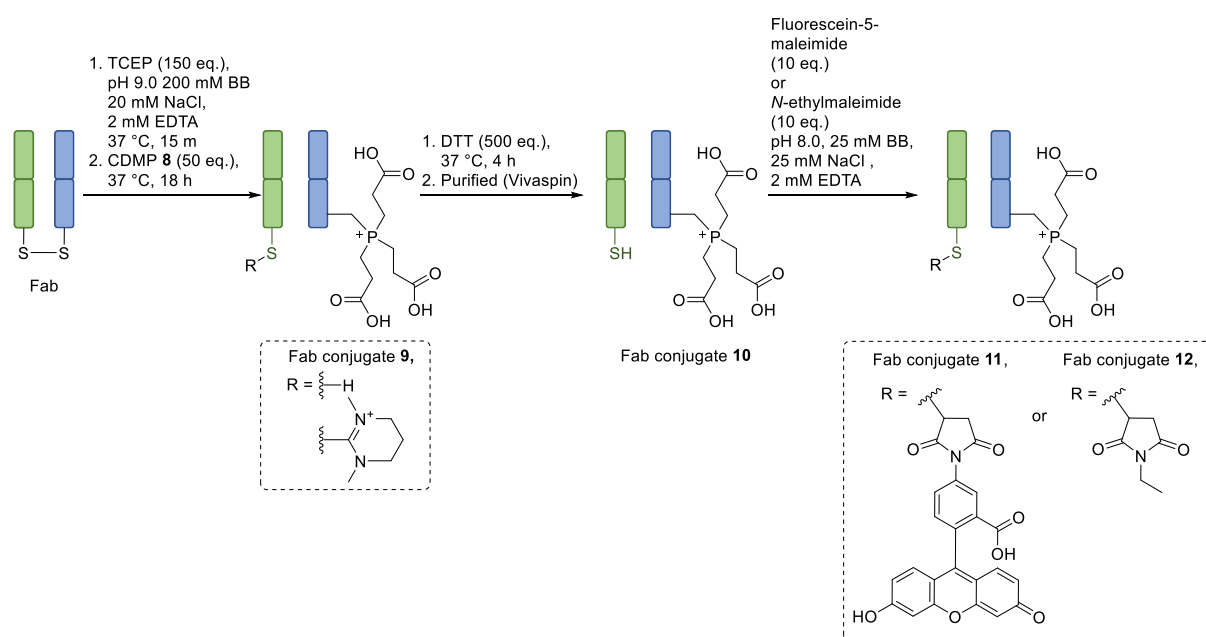 1. TCEP (150 eq.),
pH 9.0 200 mM BB
20 mM NaCl,
2 mM EDTA
37 °C, 15 m
2. CDMP 8 (50 eq.),
37 °C, 18 h
S
S
Fab
R
S
HO
O
P
+
O
OH
O
OH
Fab conjugate 9,
R =
H
N+
N
1. DTT (500 eq.),
37 °C, 4 h
2. Purified (Vivaspin)
SH
HO
O
P
+
O
OH
O
OH
Fab conjugate 10
Fluorescein-5-
maleimide
(10 eq.)
or
N-ethylmaleimide
(10 eq.)
pH 8.0, 25 mM BB,
25 mM NaCl ,
2 mM EDTA
R
S
HO
O
P
+
O
OH
O
OH
Fab conjugate 11,
R =
O
N
O
O
OH
HO
O
O
or
Fab conjugate 12,
R =
O
N
O